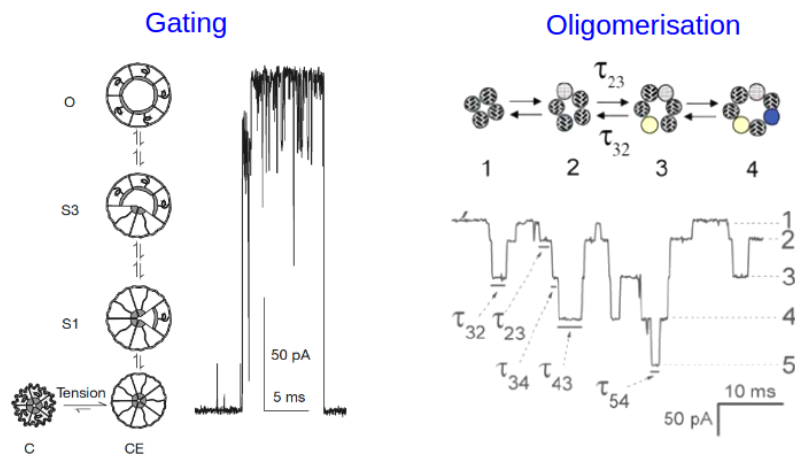 Gating
Oligomerisation
O
S3
S1
Tension
C
CE
50 pA
5 ms
τ23
τ32
1 2 3 4
1
2
3
4
5
τ32
τ23
τ34
τ43
τ54
10 ms
50 pA